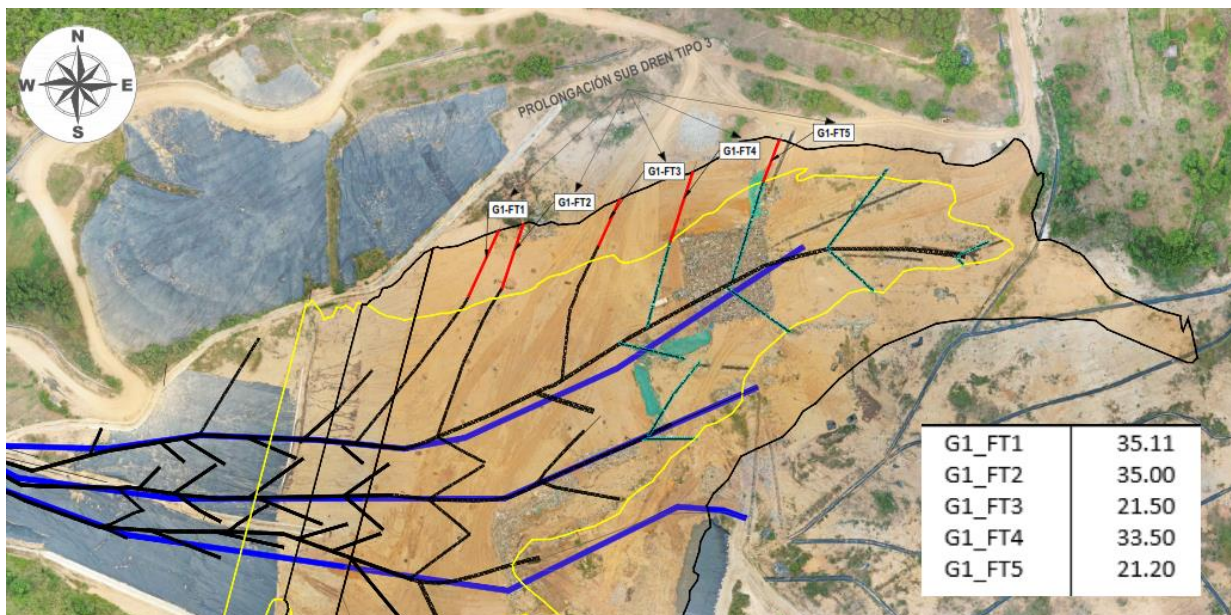 N
W E
S
PROLONGACIÓN SUB DREN TIPO 3
G1-FT5
G1-FT4
G1-FT3
G1-FT2
G1-FT1
G1_FT1 35.11
G1_FT2 35.00
G1_FT3 21.50
G1_FT4 33.50
G1_FT5 21.20